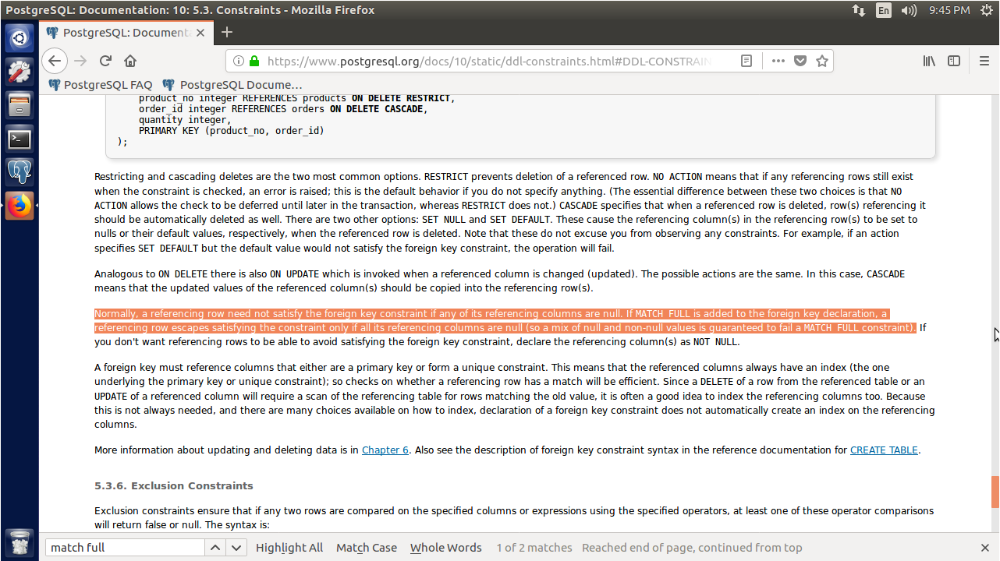 PostgreSQL: Documentation: 10: 5.3. Constraints - Mozilla Firefox
En
9:45 PM
PostgreSQL: Documenta
https://www.postgresql.org/docs/10/static/ddl-constraints.html#DDL-CONSTRAIN
PostgreSQL FAQ
PostgreSQL Docume...
product_no integer REFERENCES products ON DELETE RESTRICT,
order_id integer REFERENCES orders ON DELETE CASCADE,
quantity integer,
PRIMARY KEY (product_no, order_id)
);
Restricting and cascading deletes are the two most common options. RESTRICT prevents deletion of a referenced row. NO ACTION means that if any referencing rows still exist
when the constraint is checked, an error is raised; this is the default behavior if you do not specify anything. (The essential difference between these two choices is that NO
ACTION allows the check to be deferred until later in the transaction, whereas RESTRICT does not.) CASCADE specifies that when a referenced row is deleted, row(s) referencing it
should be automatically deleted as well. There are two other options: SET NULL and SET DEFAULT. These cause the referencing column(s) in the referencing row(s) to be set to
nulls or their default values, respectively, when the referenced row is deleted. Note that these do not excuse you from observing any constraints. For example, if an action
specifies SET DEFAULT but the default value would not satisfy the foreign key constraint, the operation will fail.
Analogous to ON DELETE there is also ON UPDATE which is invoked when a referenced column is changed (updated). The possible actions are the same. In this case, CASCADE
means that the updated values of the referenced column(s) should be copied into the referencing row(s).
Normally, a referencing row need not satisfy the foreign key constraint if any of its referencing columns are null. If MATCH FULL is added to the foreign key declaration, a
referencing row escapes satisfying the constraint only if all its referencing columns are null (so a mix of null and non-null values is guaranteed to fail a MATCH FULL constraint). If
you don't want referencing rows to be able to avoid satisfying the foreign key constraint, declare the referencing column(s) as NOT NULL.
A foreign key must reference columns that either are a primary key or form a unique constraint. This means that the referenced columns always have an index (the one
underlying the primary key or unique constraint); so checks on whether a referencing row has a match will be efficient. Since a DELETE of a row from the referenced table or an
UPDATE of a referenced column will require a scan of the referencing table for rows matching the old value, it is often a good idea to index the referencing columns too. Because
this is not always needed, and there are many choices available on how to index, declaration of a foreign key constraint does not automatically create an index on the referencing
columns.
More information about updating and deleting data is in Chapter 6. Also see the description of foreign key constraint syntax in the reference documentation for CREATE TABLE.
5.3.6. Exclusion Constraints
Exclusion constraints ensure that if any two rows are compared on the specified columns or expressions using the specified operators, at least one of these operator comparisons
will return false or null. The syntax is:
match full
Highlight All
Match Case
Whole Words
1 of 2 matches
Reached end of page, continued from top